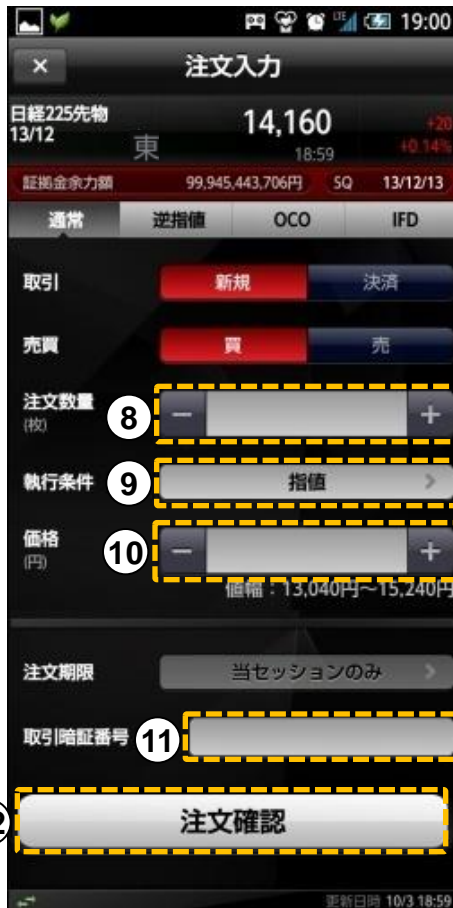 LTE 19:00
× 注文入力
日経225先物
13/12
東
14,160
18:59
+20
+0.14%
証拠金余力額 99,945,443,706円 SQ 13/12/13
通常 逆指値 OCO IFD
取引 新規 決済
売買 買 売
注文数量
(枚)
8 − +
執行条件 9 指値 >
価格
(円)
10 − +
値幅：13,040円～15,240円
注文期限 当セッションのみ >
取引暗証番号 11
注文確認
更新日時 10/3 18:59